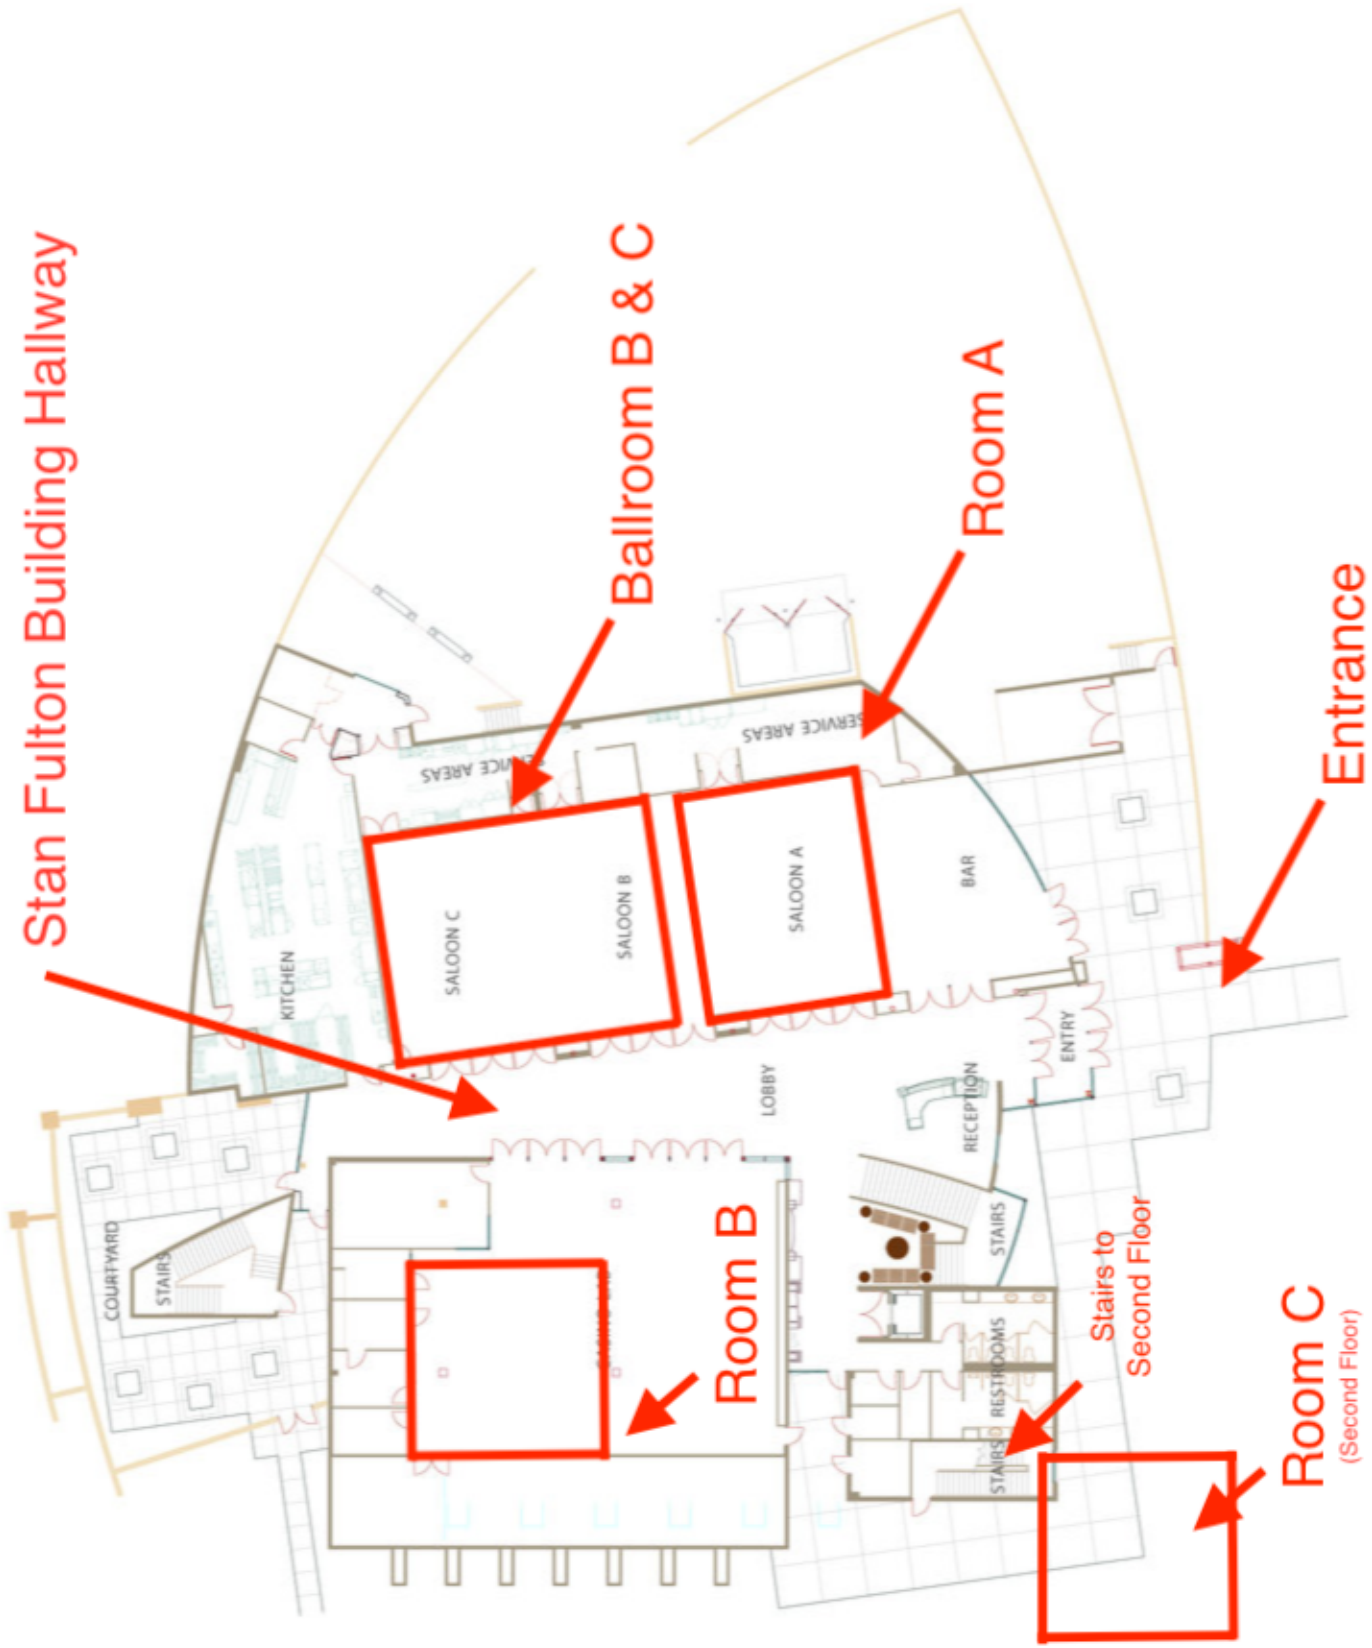 Stan Fulton Building Hallway
COURTYARD
STAIRS
KITCHEN
SERVICE AREAS
SALOON C
SALOON B
Ballroom B & C
Room B
LOBBY
SALOON A
SERVICE AREAS
BAR
RECEPTION
Room A
STAIRS
RESTROOMS
STAIRS
ENTRY
Stairs to
Second Floor
Room C
(Second Floor)
Entrance